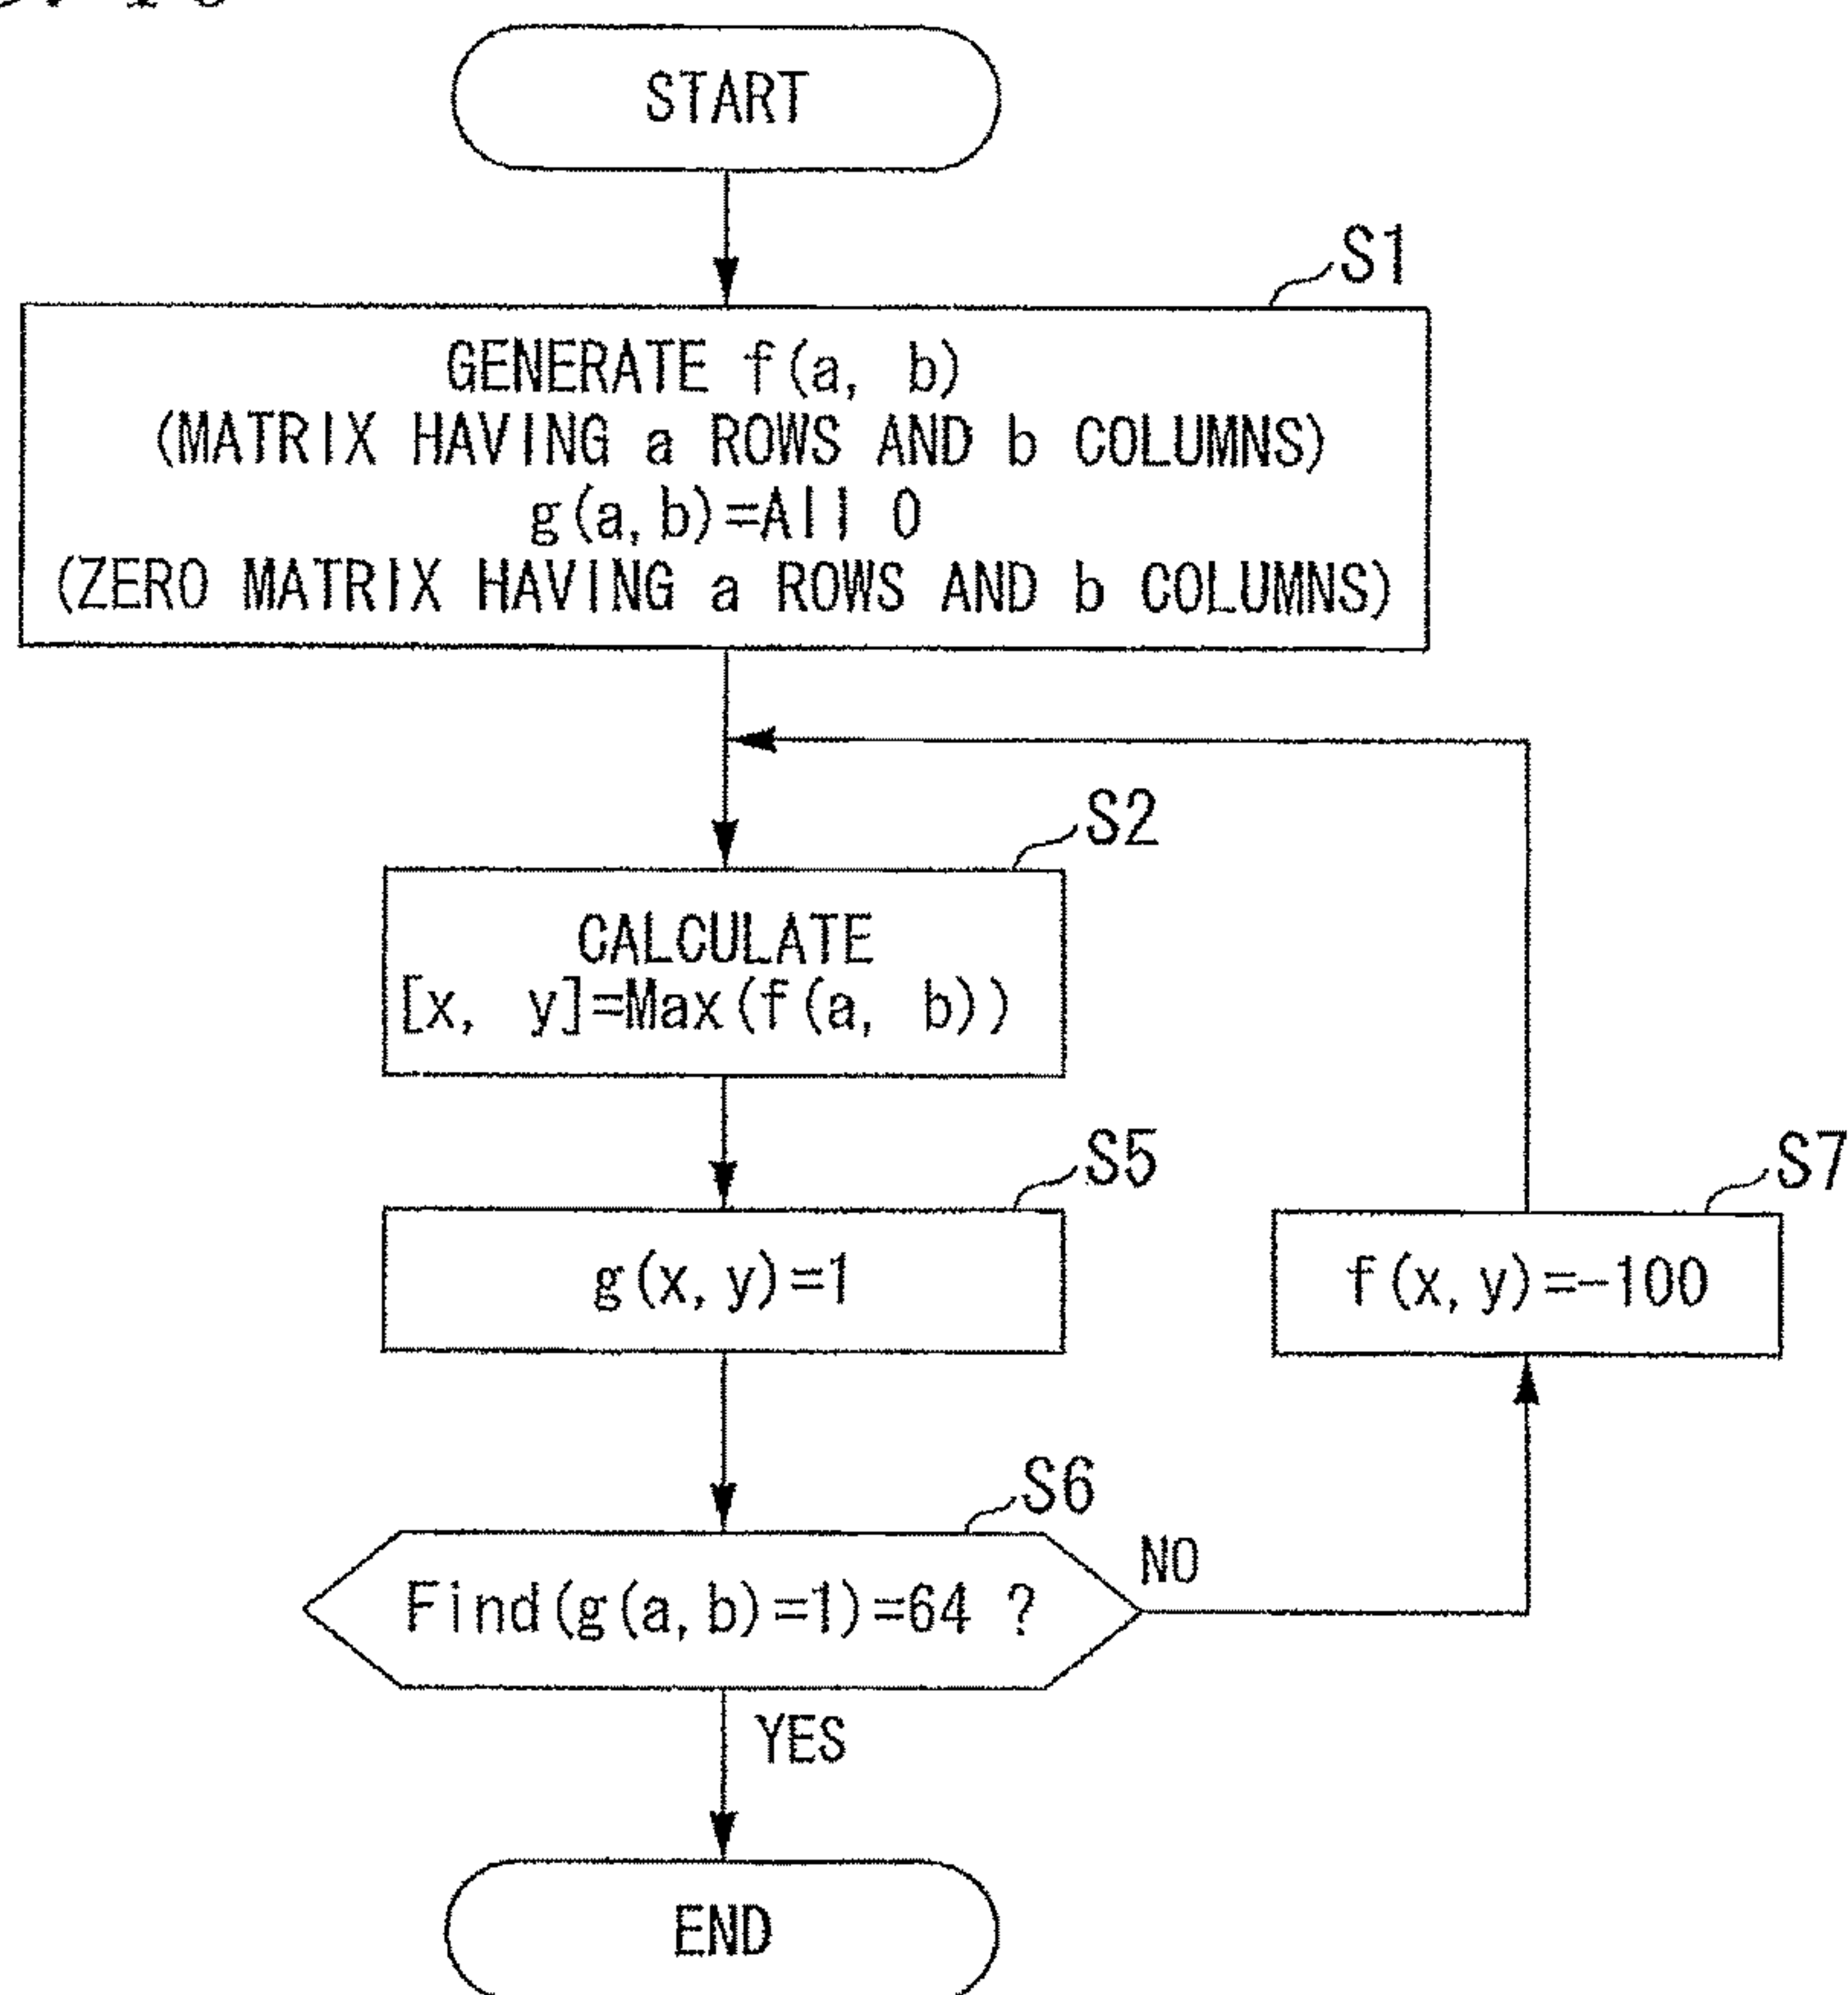 START
S1
GENERATE f(a, b)
(MATRIX HAVING a ROWS AND b COLUMNS)
g(a,b)=All 0
(ZERO MATRIX HAVING a ROWS AND b COLUMNS)
S2
CALCULATE
[x, y]=Max(f(a, b))
S5
g(x,y)=1
S7
f(x,y)=-100
S6
Find(g(a,b)=1)=64 ?
NO
YES
END